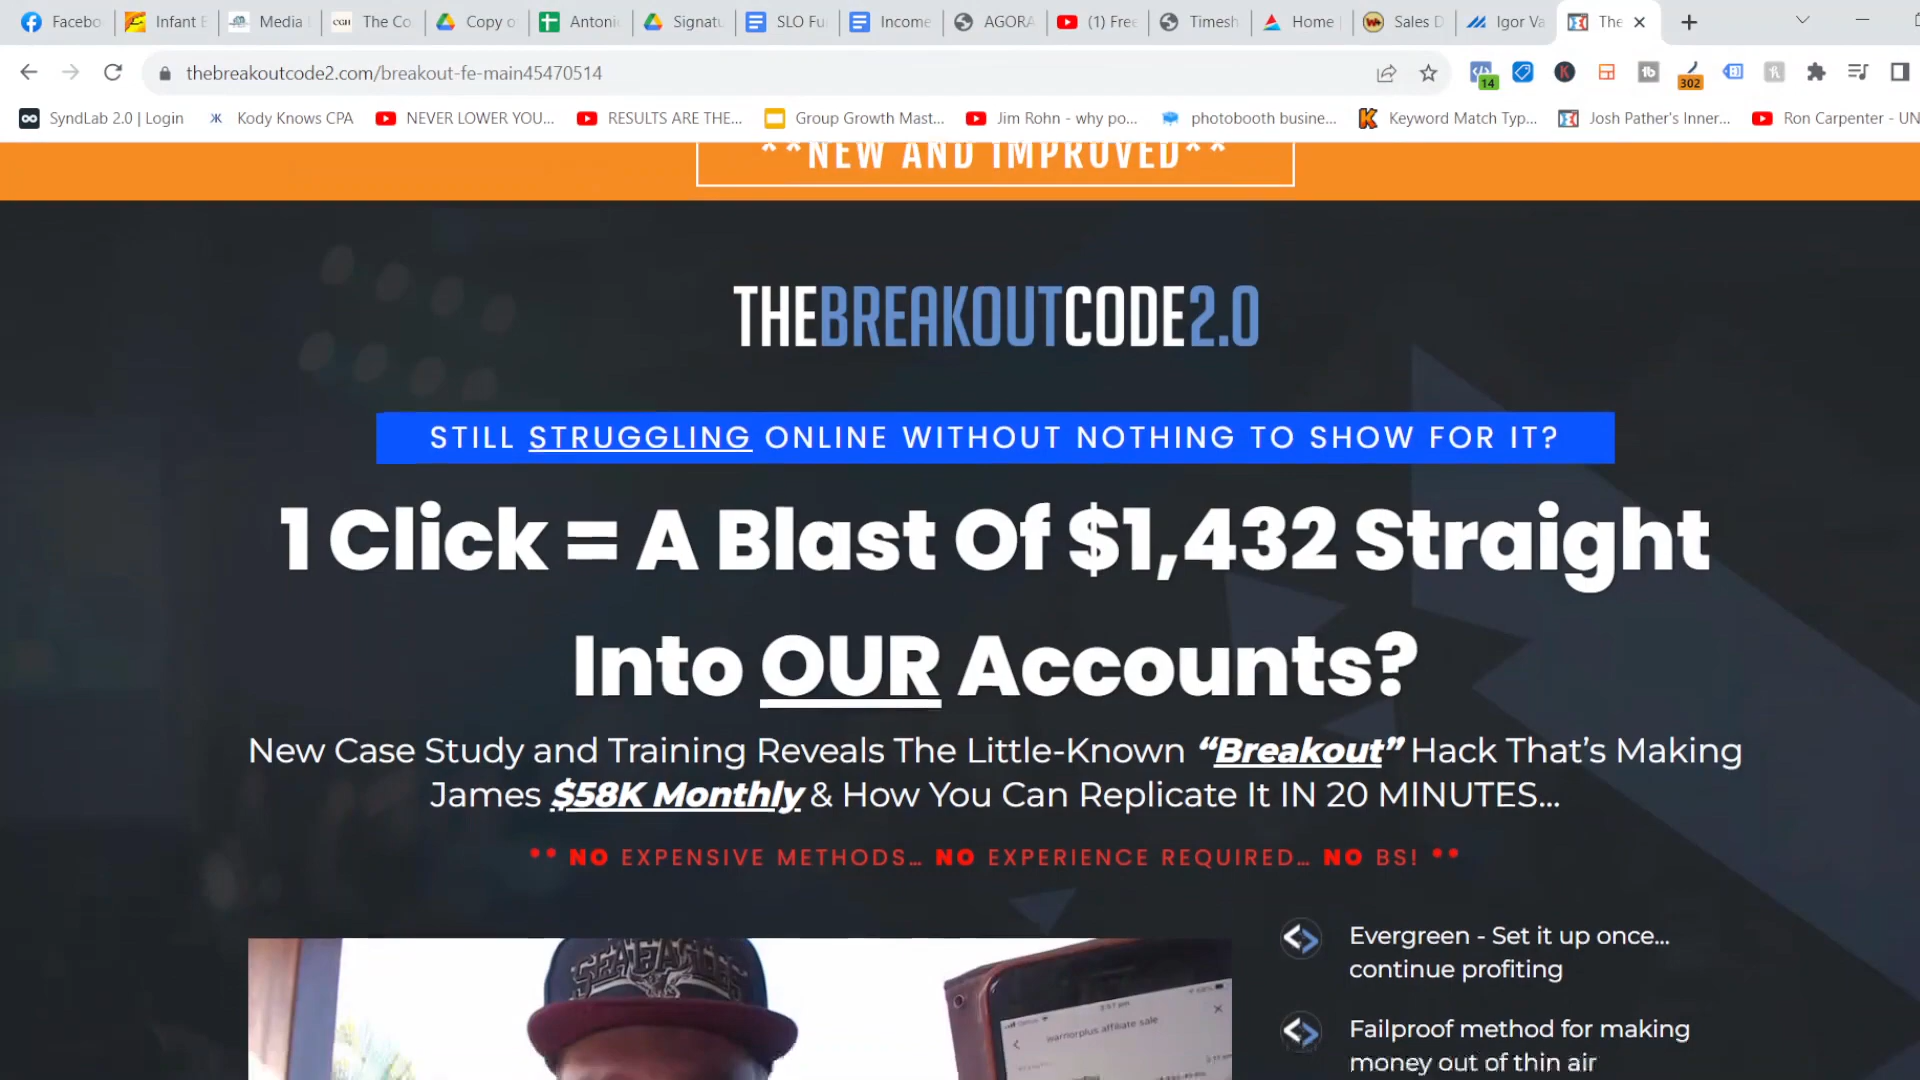 Facebo
Infant B
Media
The Co
Copy o
Antoni
Signatu
SLO Fu
Income
AGORA
(1) Free
Timesh
Home
Sales D
Igor Va
The
thebreakoutcode2.com/breakout-fe-main45470514
14
302
SyndLab 2.0 | Login
Kody Knows CPA
NEVER LOWER YOU...
RESULTS ARE THE...
Group Growth Mast...
Jim Rohn - why po...
photobooth busine...
Keyword Match Typ...
Josh Pather's Inner...
Ron Carpenter - UN
**NEW AND IMPROVED**
THEBREAKOUTCODE2.0
STILL STRUGGLING ONLINE WITHOUT NOTHING TO SHOW FOR IT?
1 Click = A Blast Of $1,432 Straight
Into OUR Accounts?
New Case Study and Training Reveals The Little-Known “Breakout” Hack That’s Making
James $58K Monthly & How You Can Replicate It IN 20 MINUTES...
** NO EXPENSIVE METHODS... NO EXPERIENCE REQUIRED... NO BS! **
Evergreen - Set it up once...
continue profiting
Failproof method for making
money out of thin air
SEAEAGLES
warriorplus affiliate sale